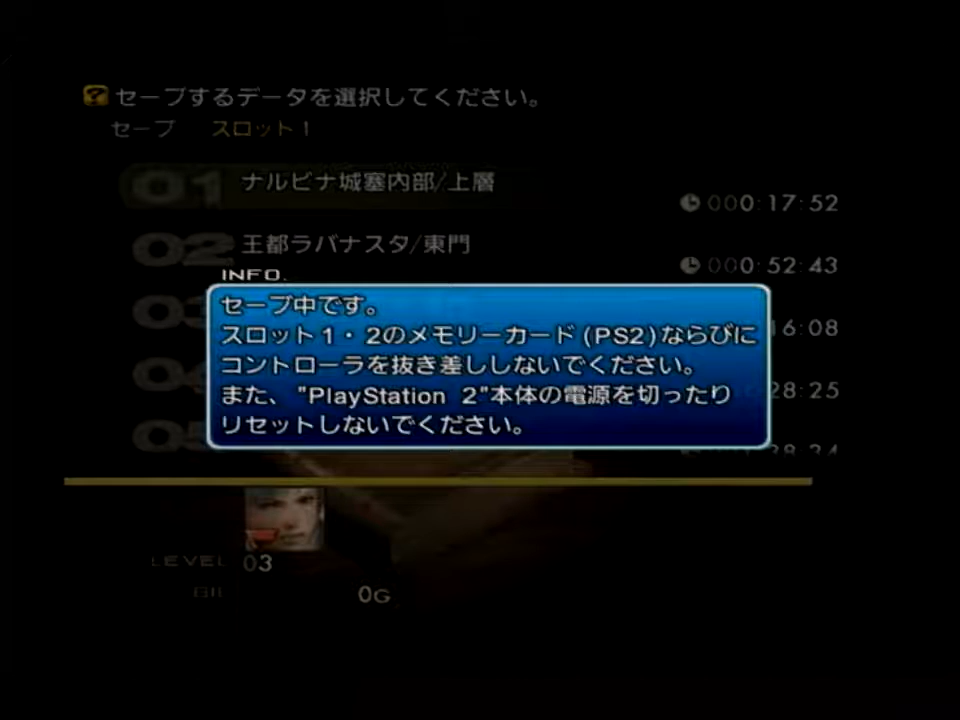 セーブするデータを選択してください。
セーブ スロット1
01 ナルビナ城塞内部/上層
000:17:52
02 王都ラバナスタ/東門
000:52:43
INFO.
03
16:08
04
28:25
05
セーブ中です。
スロット1・2のメモリーカード(PS2)ならびに
コントローラを抜き差ししないでください。
また、"PlayStation 2"本体の電源を切ったり
リセットしないでください。
LEVEL 03
GIL 0G